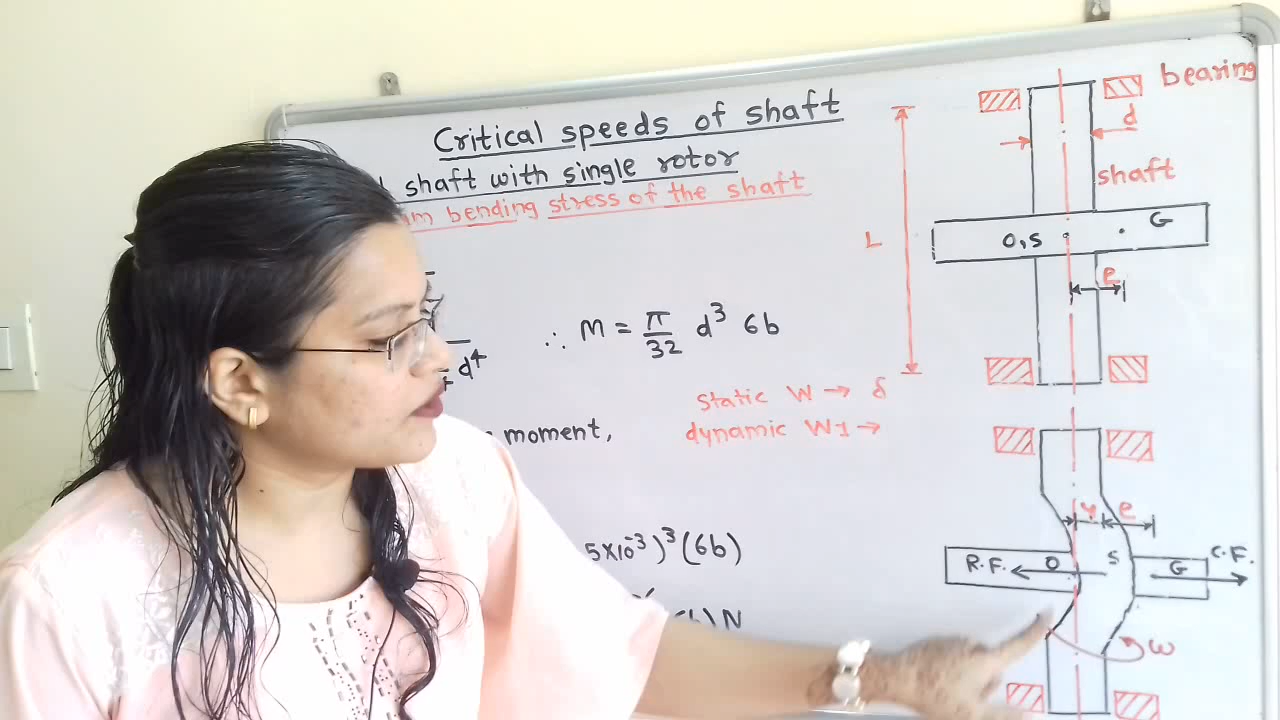 Critical speeds of shaft
shaft with single rotor
bending stress of the shaft
∴ M = π/32 d³ 6b
d⁴
Static W → δ
dynamic W1 →
moment,
5×10⁻³)³(6b)
N
bearing
d
shaft
L
O,S
G
e
y
e
R.F.
O
S
G
C.F.
ω